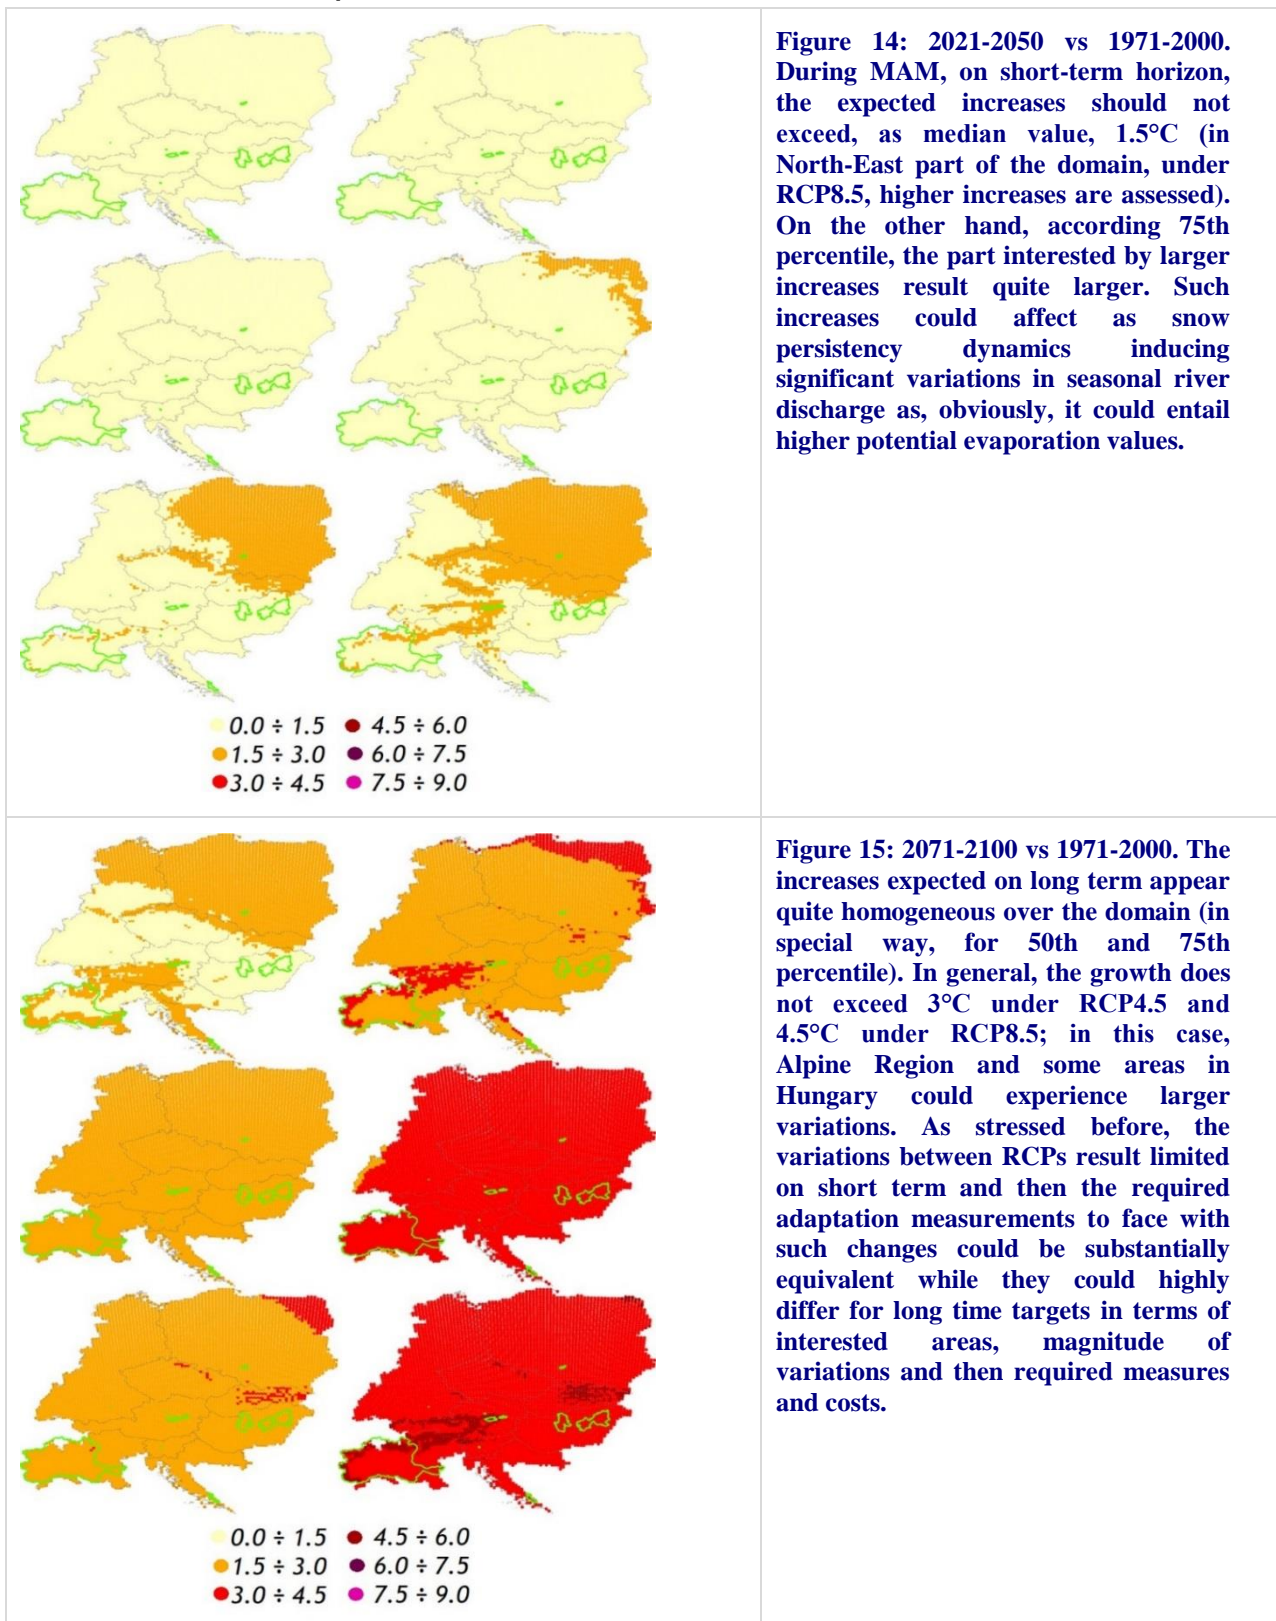 Figure 14: 2021-2050 vs 1971-2000.
During MAM, on short-term horizon,
the expected increases should not
exceed, as median value, 1.5°C (in
North-East part of the domain, under
RCP8.5, higher increases are assessed).
On the other hand, according 75th
percentile, the part interested by larger
increases result quite larger. Such
increases could affect as snow
persistency dynamics inducing
significant variations in seasonal river
discharge as, obviously, it could entail
higher potential evaporation values.
0.0 ÷ 1.5 4.5 ÷ 6.0
1.5 ÷ 3.0 6.0 ÷ 7.5
3.0 ÷ 4.5 7.5 ÷ 9.0
Figure 15: 2071-2100 vs 1971-2000. The
increases expected on long term appear
quite homogeneous over the domain (in
special way, for 50th and 75th
percentile). In general, the growth does
not exceed 3°C under RCP4.5 and
4.5°C under RCP8.5; in this case,
Alpine Region and some areas in
Hungary could experience larger
variations. As stressed before, the
variations between RCPs result limited
on short term and then the required
adaptation measurements to face with
such changes could be substantially
equivalent while they could highly
differ for long time targets in terms of
interested areas, magnitude of
variations and then required measures
and costs.
0.0 ÷ 1.5 4.5 ÷ 6.0
1.5 ÷ 3.0 6.0 ÷ 7.5
3.0 ÷ 4.5 7.5 ÷ 9.0